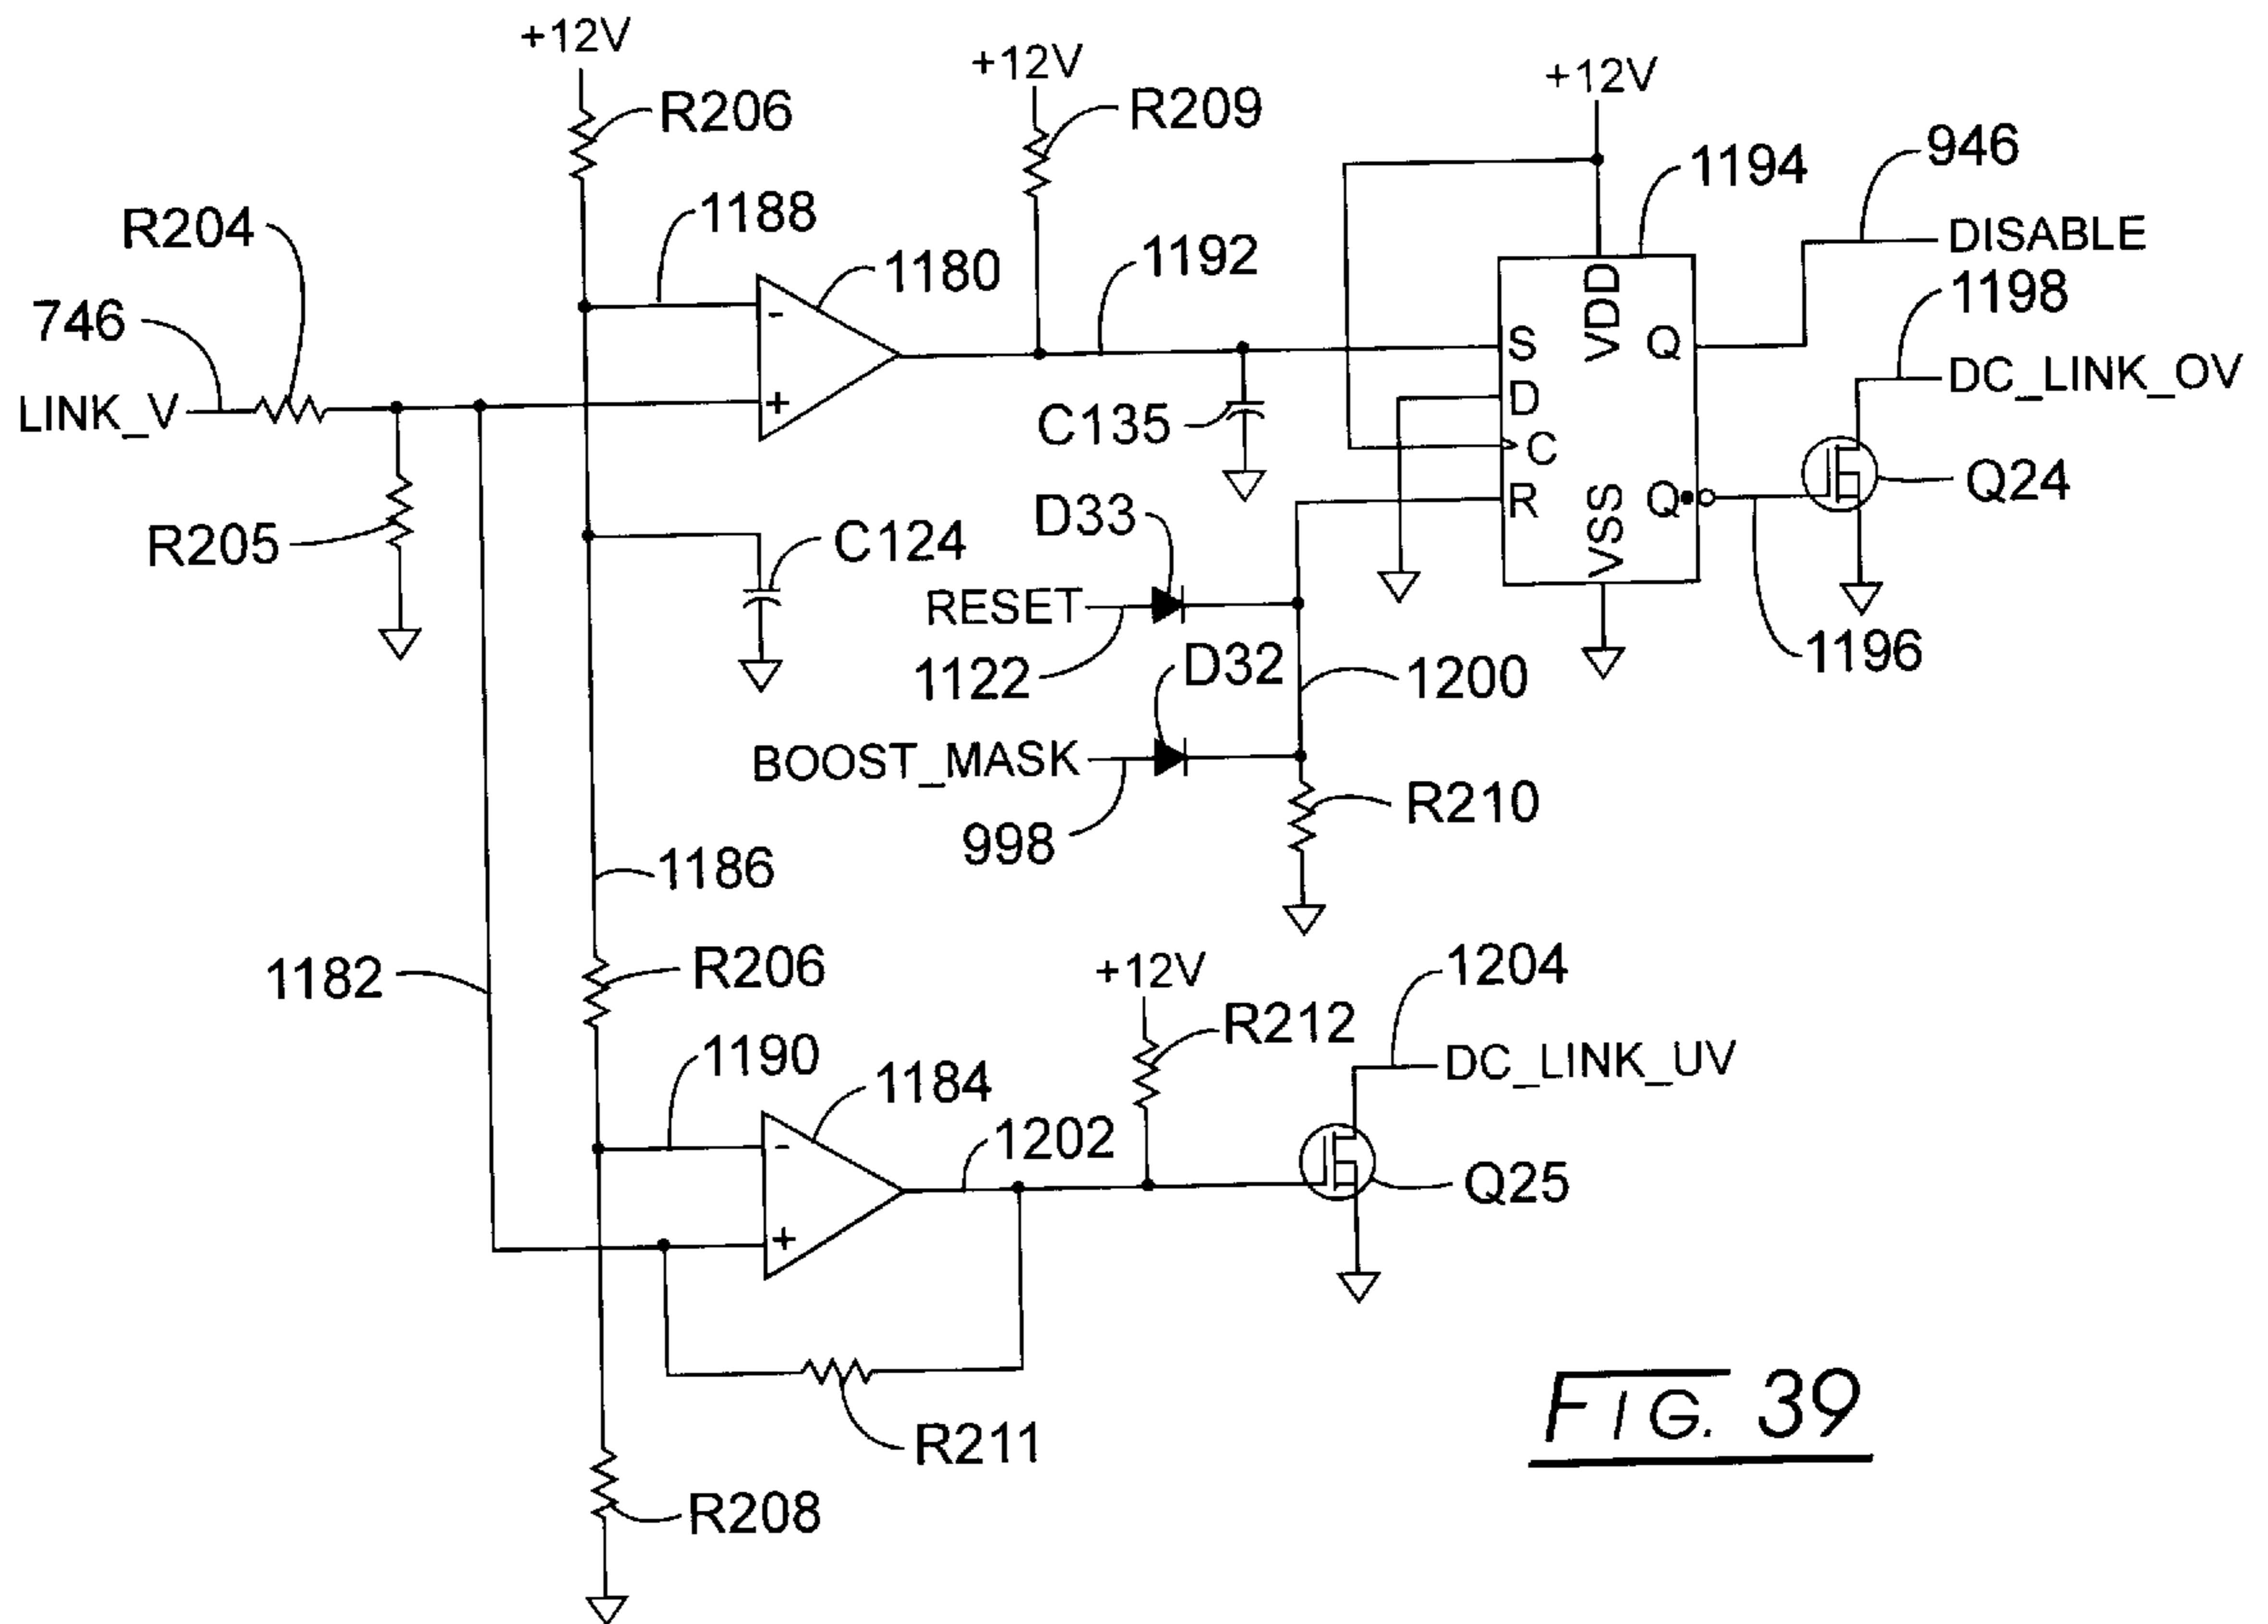 +12V
+12V
+12V
R206
R209
946
1194
R204
1188
1180
1192
DISABLE
1198
746
LINK_V
-
+
S
VDD
Q
D
C
R
VSS
Q
DC_LINK_OV
C135
Q24
R205
C124
D33
RESET
1122
D32
1200
1196
BOOST_MASK
998
R210
1186
1182
R206
+12V
1204
R212
1190
1184
1202
DC_LINK_UV
-
+
Q25
R211
R208
FIG. 39